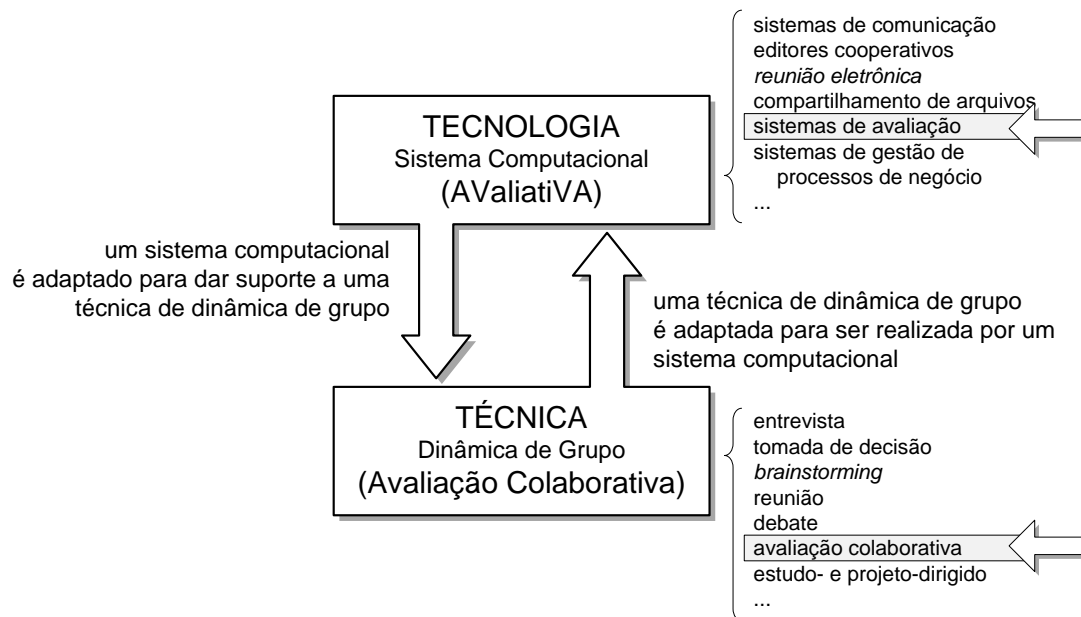 sistemas de comunicação
editores cooperativos
reunião eletrônica
compartilhamento de arquivos
sistemas de avaliação
sistemas de gestão de
processos de negócio
...
TECNOLOGIA
Sistema Computacional
(AValiatiVA)
um sistema computacional
é adaptado para dar suporte a uma
técnica de dinâmica de grupo
uma técnica de dinâmica de grupo
é adaptada para ser realizada por um
sistema computacional
TÉCNICA
Dinâmica de Grupo
(Avaliação Colaborativa)
entrevista
tomada de decisão
brainstorming
reunião
debate
avaliação colaborativa
estudo- e projeto-dirigido
...